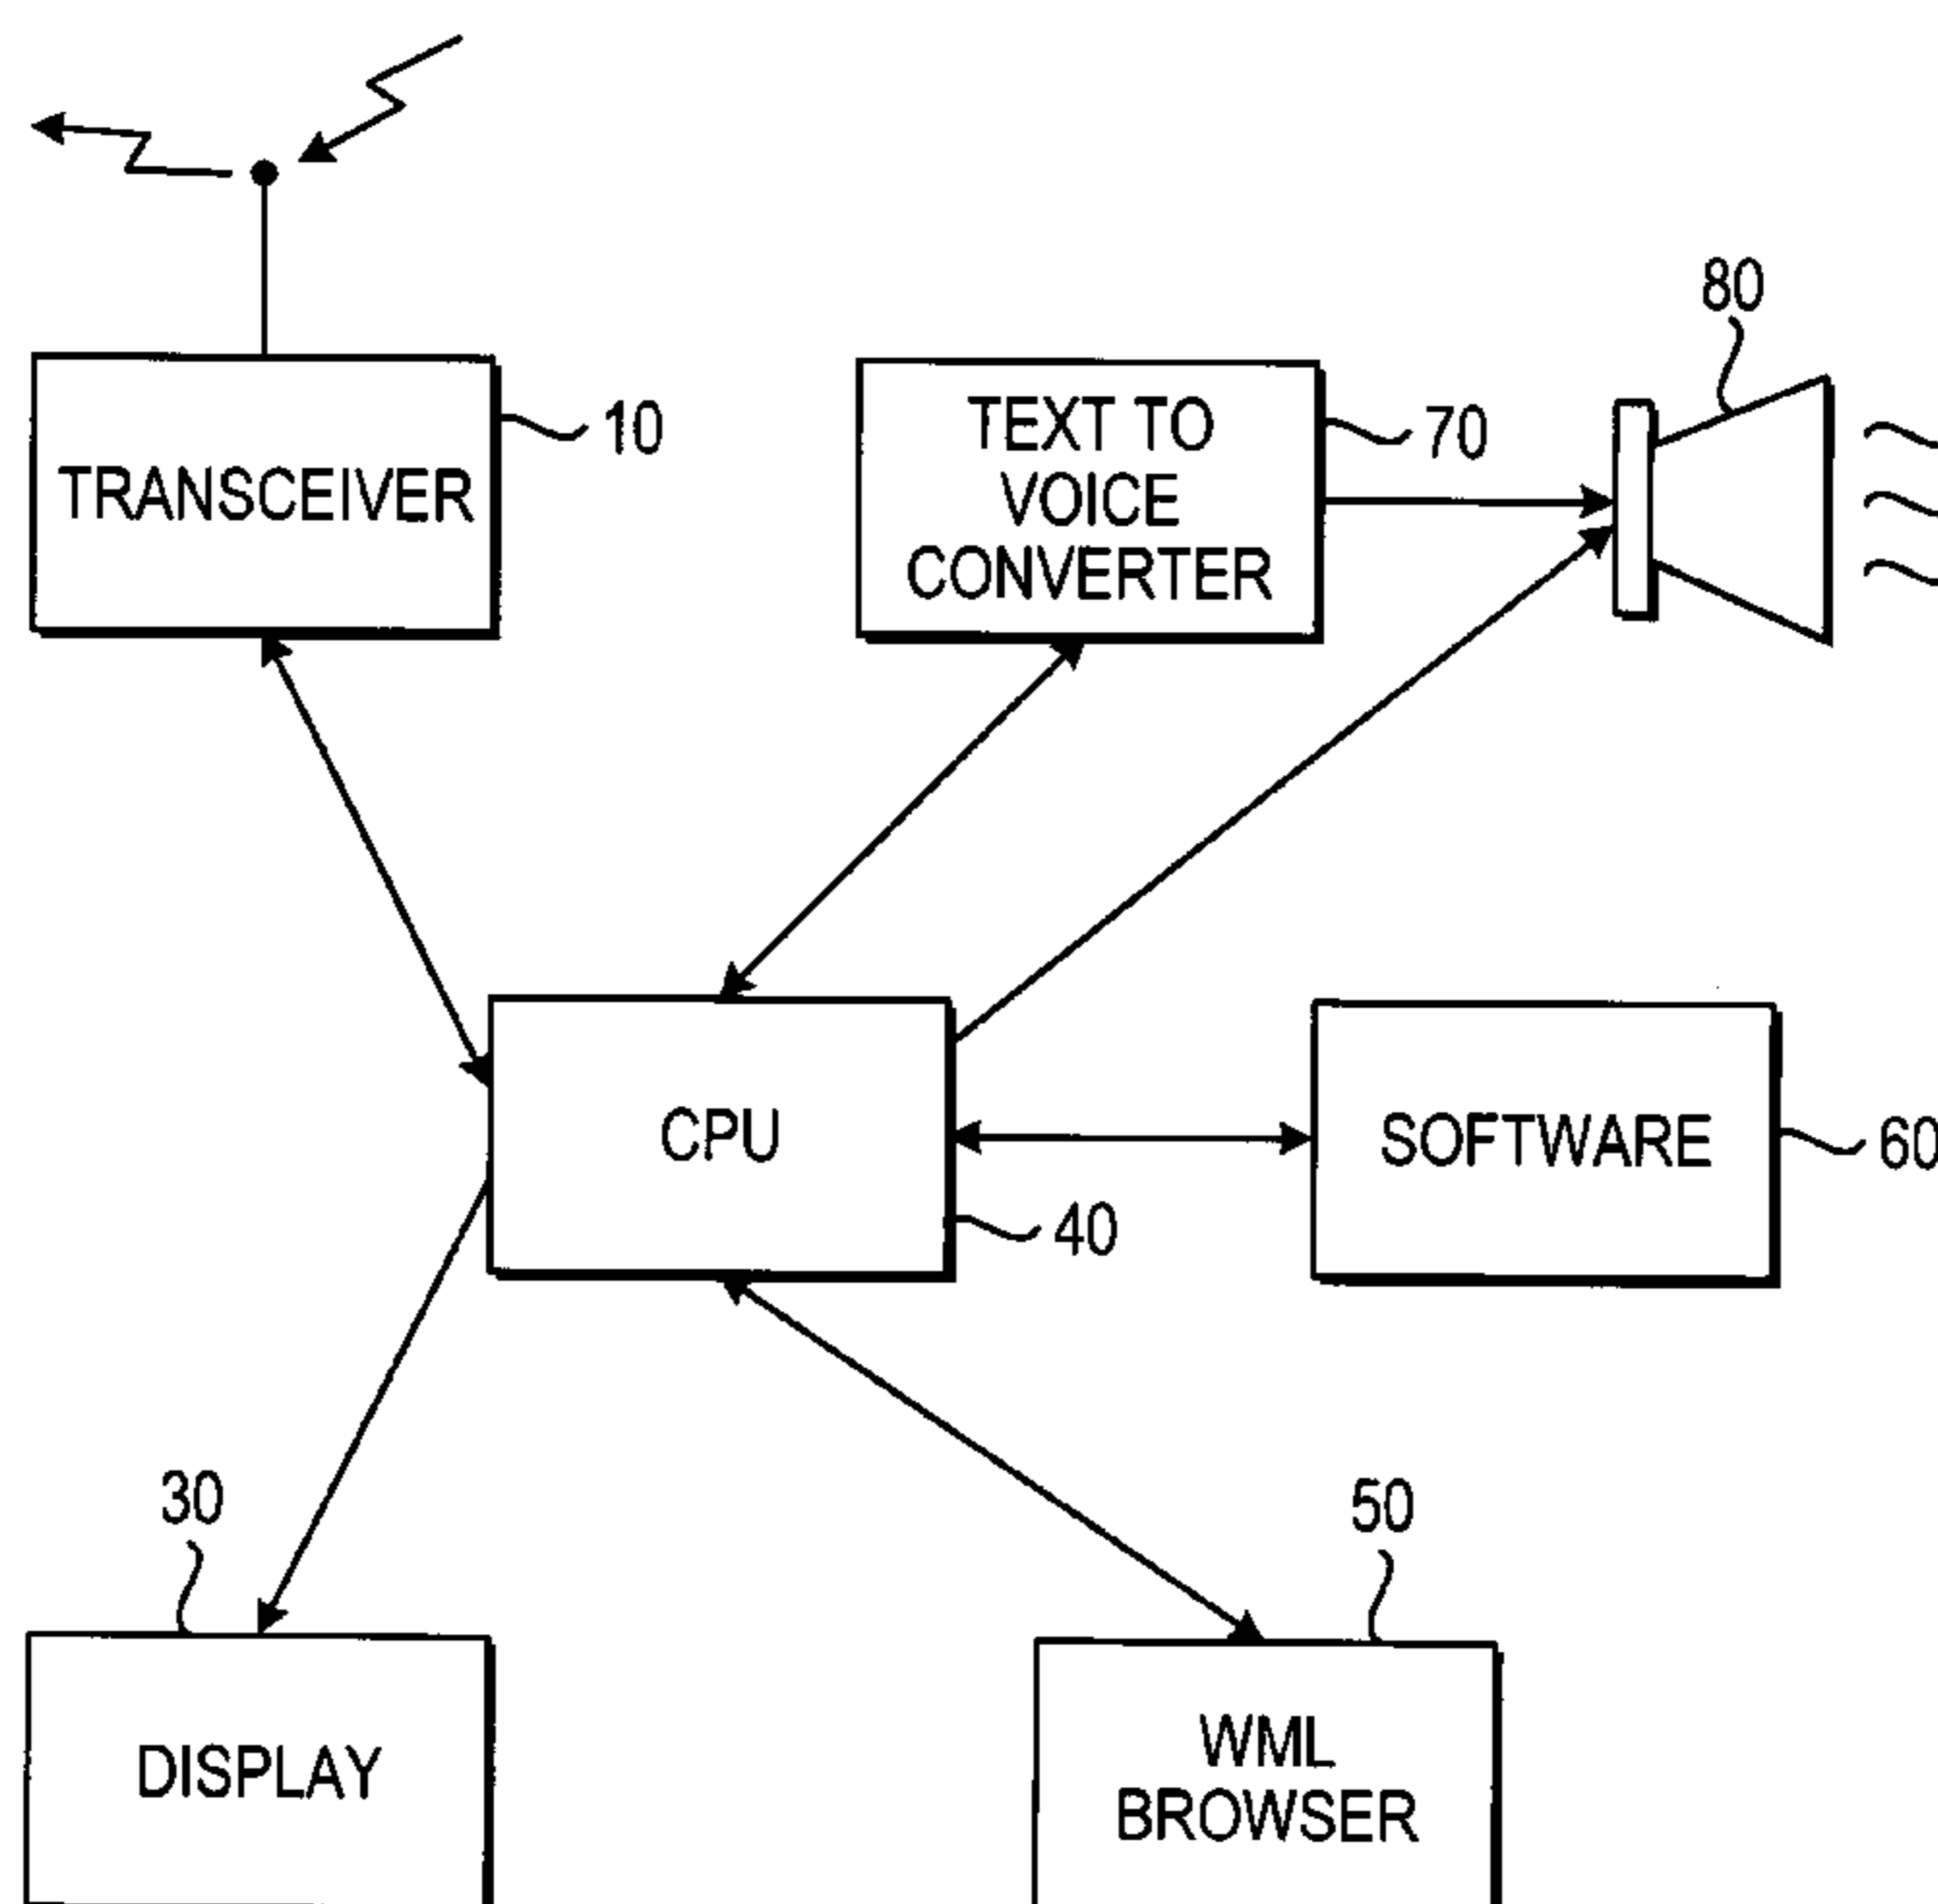 80
TRANSCEIVER
10
TEXT TO
VOICE
CONVERTER
70
CPU
40
SOFTWARE
60
30
DISPLAY
50
WML
BROWSER